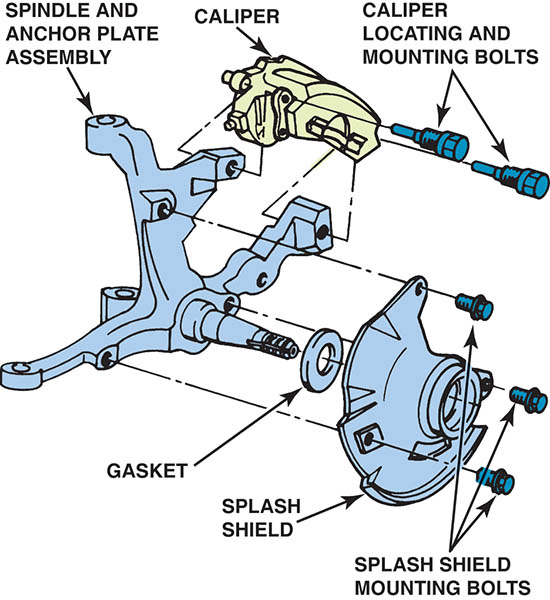 SPINDLE AND
ANCHOR PLATE
ASSEMBLY
CALIPER
CALIPER
LOCATING AND
MOUNTING BOLTS
GASKET
SPLASH
SHIELD
SPLASH SHIELD
MOUNTING BOLTS